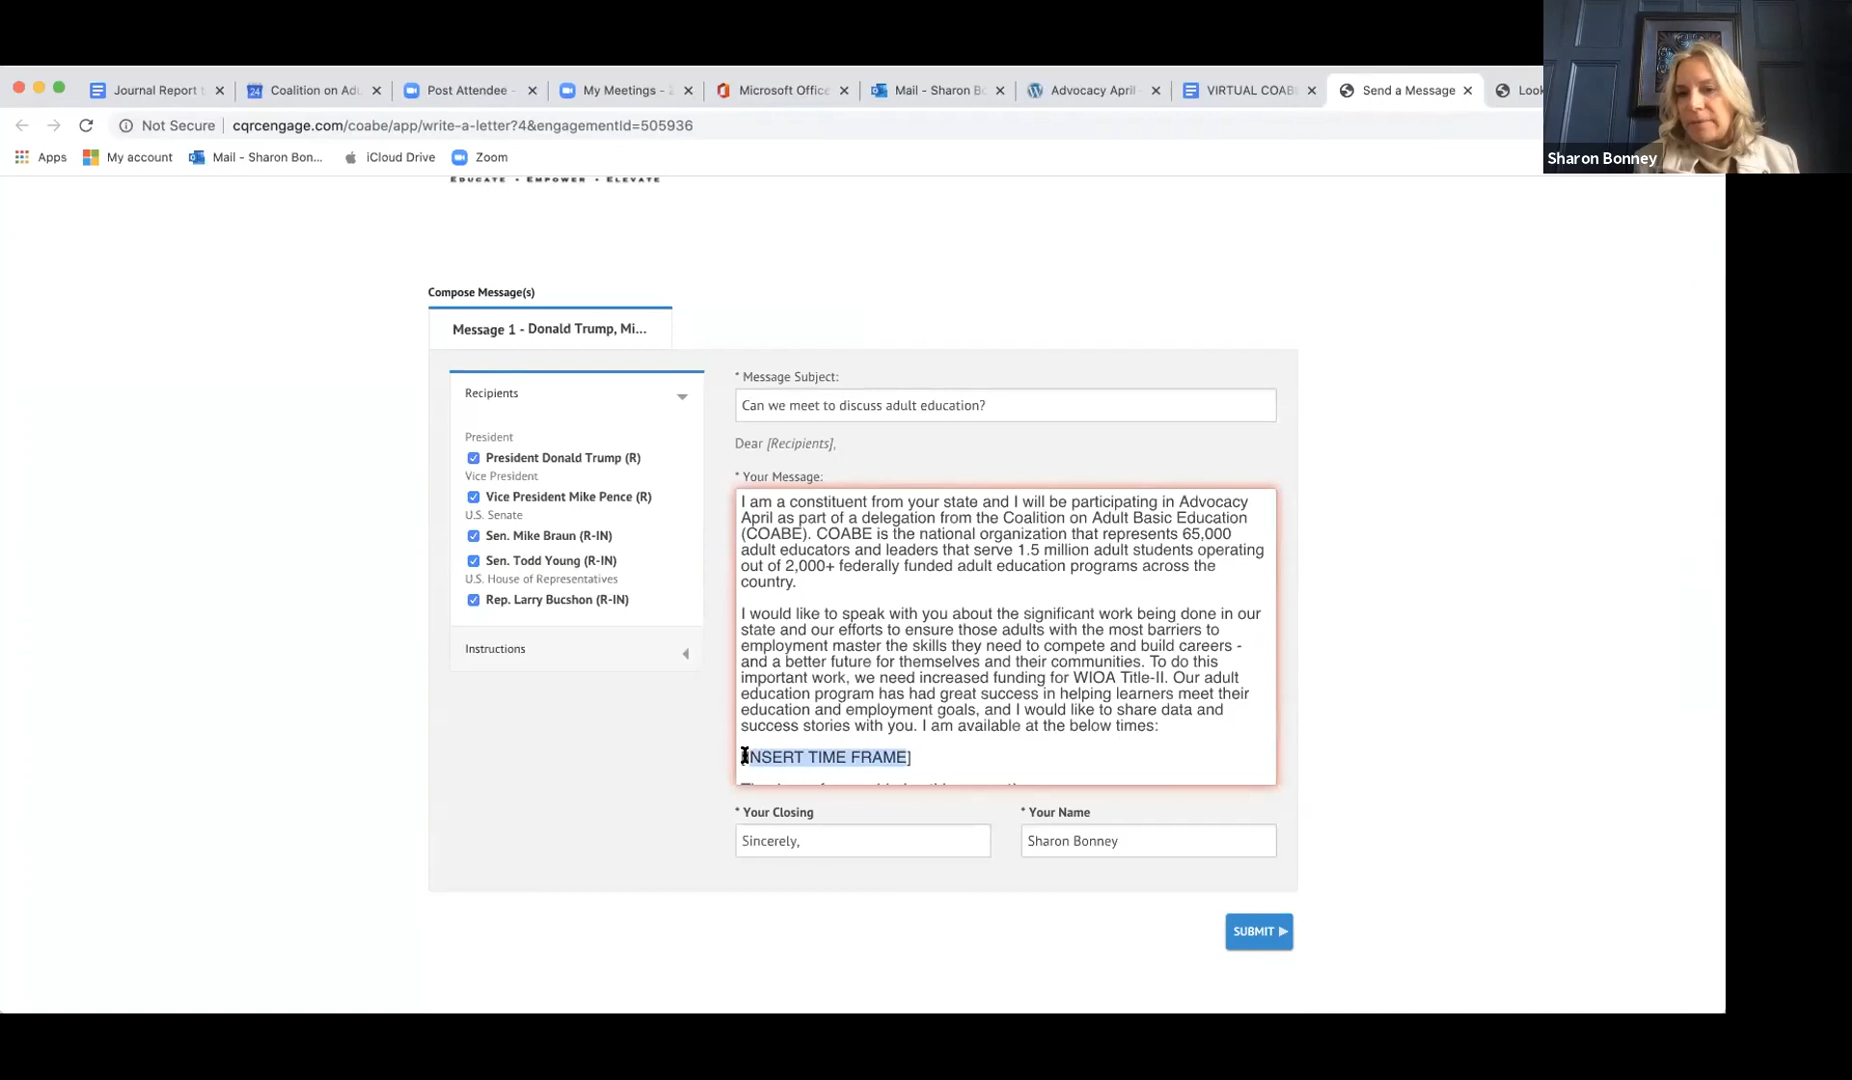 Journal Report t
Coalition on Adu
Post Attendee -
My Meetings - Z
Microsoft Office
Mail - Sharon Bo
Advocacy April -
VIRTUAL COAB
Send a Message
Look
Not Secure
cqrcengage.com/coabe/app/write-a-letter?4&engagementId=505936
Sharon Bonney
Apps
My account
Mail - Sharon Bon...
iCloud Drive
Zoom
EDUCATE • EMPOWER • ELEVATE
Compose Message(s)
Message 1 - Donald Trump, Mi...
Recipients
President
President Donald Trump (R)
Vice President
Vice President Mike Pence (R)
U.S. Senate
Sen. Mike Braun (R-IN)
Sen. Todd Young (R-IN)
U.S. House of Representatives
Rep. Larry Bucshon (R-IN)
Instructions
* Message Subject:
Can we meet to discuss adult education?
Dear [Recipients],
* Your Message:
I am a constituent from your state and I will be participating in Advocacy
April as part of a delegation from the Coalition on Adult Basic Education
(COABE). COABE is the national organization that represents 65,000
adult educators and leaders that serve 1.5 million adult students operating
out of 2,000+ federally funded adult education programs across the
country.
I would like to speak with you about the significant work being done in our
state and our efforts to ensure those adults with the most barriers to
employment master the skills they need to compete and build careers -
and a better future for themselves and their communities. To do this
important work, we need increased funding for WIOA Title-II. Our adult
education program has had great success in helping learners meet their
education and employment goals, and I would like to share data and
success stories with you. I am available at the below times:
[INSERT TIME FRAME]
* Your Closing
Sincerely,
* Your Name
Sharon Bonney
SUBMIT